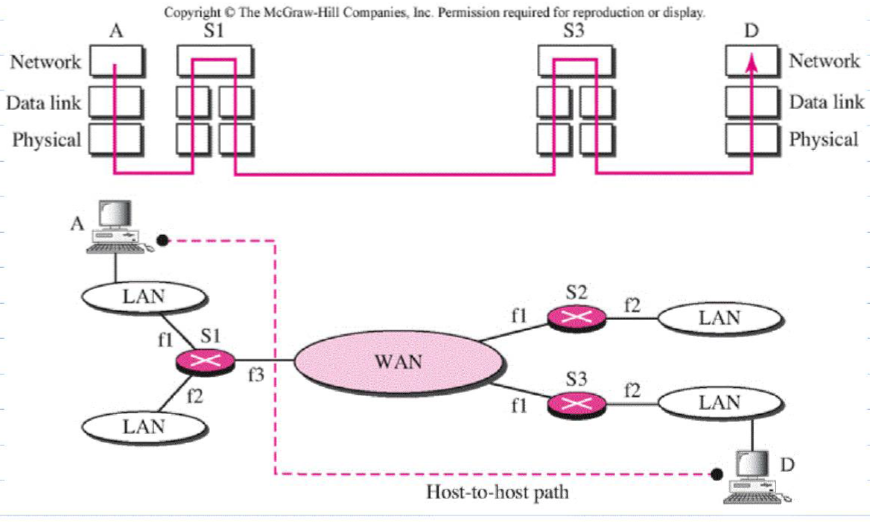 Copyright © The McGraw-Hill Companies, Inc. Permission required for reproduction or display.
A S1 S3 D
Network Network
Data link Data link
Physical Physical
A
LAN
f1 S1
f3
f2
LAN
WAN
S2
f1 f2
LAN
S3
f1 f2
LAN
D
Host-to-host path